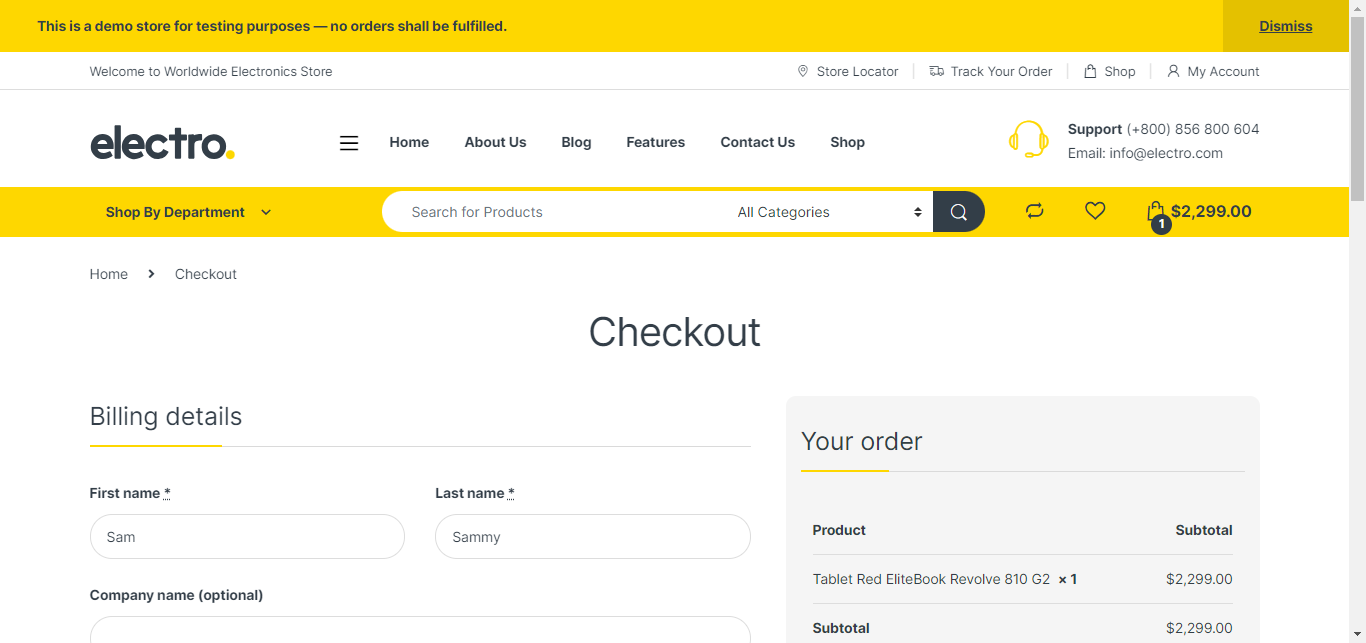 This is a demo store for testing purposes — no orders shall be fulfilled.
Dismiss
Welcome to Worldwide Electronics Store
Store Locator
Track Your Order
Shop
My Account
electro.
Home
About Us
Blog
Features
Contact Us
Shop
Support (+800) 856 800 604
Email: info@electro.com
Shop By Department
Search for Products
All Categories
1
$2,299.00
Home
Checkout
Checkout
Billing details
First name *
Last name *
Sam
Sammy
Company name (optional)
Your order
Product Subtotal
Tablet Red EliteBook Revolve 810 G2 × 1 $2,299.00
Subtotal $2,299.00